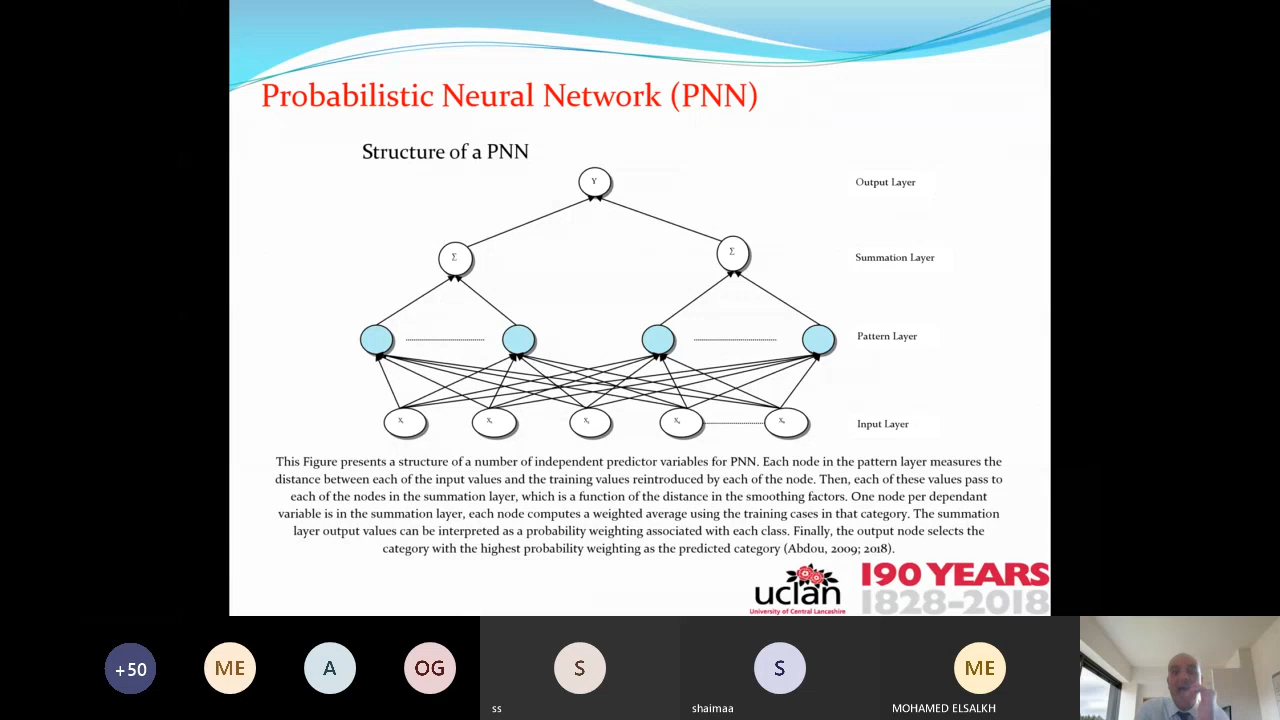 Probabilistic Neural Network (PNN)
Structure of a PNN
Y
Output Layer
Σ
Σ
Summation Layer
Pattern Layer
Input Layer
This Figure presents a structure of a number of independent predictor variables for PNN. Each node in the pattern layer measures the
distance between each of the input values and the training values reintroduced by each of the node. Then, each of these values pass to
each of the nodes in the summation layer, which is a function of the distance in the smoothing factors. One node per dependant
variable is in the summation layer, each node computes a weighted average using the training cases in that category. The summation
layer output values can be interpreted as a probability weighting associated with each class. Finally, the output node selects the
category with the highest probability weighting as the predicted category (Abdou, 2009; 2018).
uclan
University of Central Lancashire
190 YEARS
1828-2018
+50
ME
A
OG
S
S
ME
ss
shaimaa
MOHAMED ELSALKH